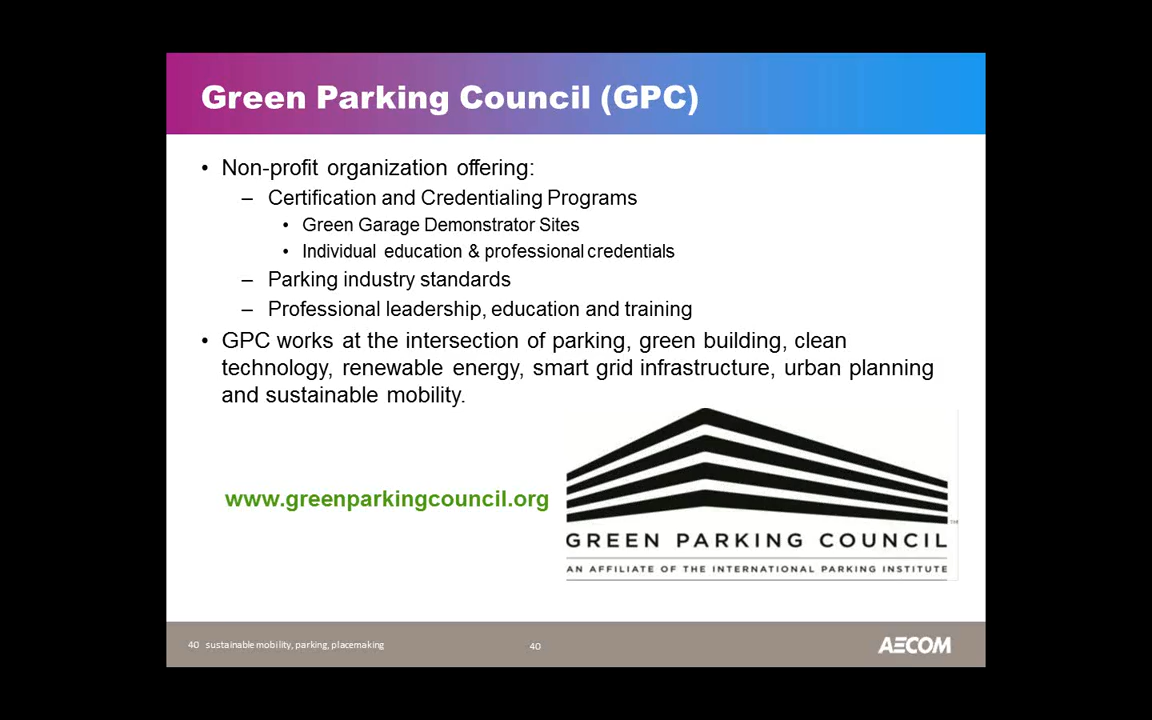 Green Parking Council (GPC)
• Non-profit organization offering:
– Certification and Credentialing Programs
• Green Garage Demonstrator Sites
• Individual education & professional credentials
– Parking industry standards
– Professional leadership, education and training
• GPC works at the intersection of parking, green building, clean
technology, renewable energy, smart grid infrastructure, urban planning
and sustainable mobility.
www.greenparkingcouncil.org
GREEN PARKING COUNCIL™
AN AFFILIATE OF THE INTERNATIONAL PARKING INSTITUTE
40 sustainable mobility, parking, placemaking
40
AECOM